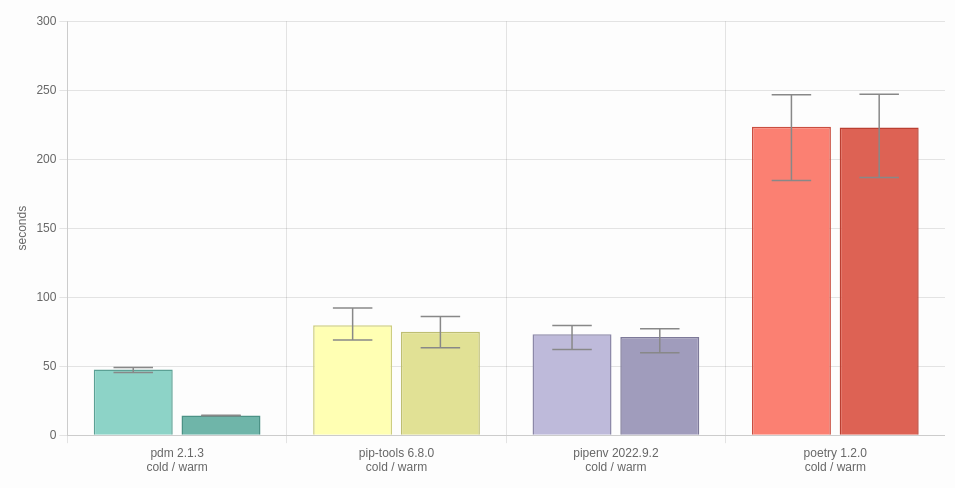 300
250
200
150
100
50
0
seconds
pdm 2.1.3
cold / warm
pip-tools 6.8.0
cold / warm
pipenv 2022.9.2
cold / warm
poetry 1.2.0
cold / warm